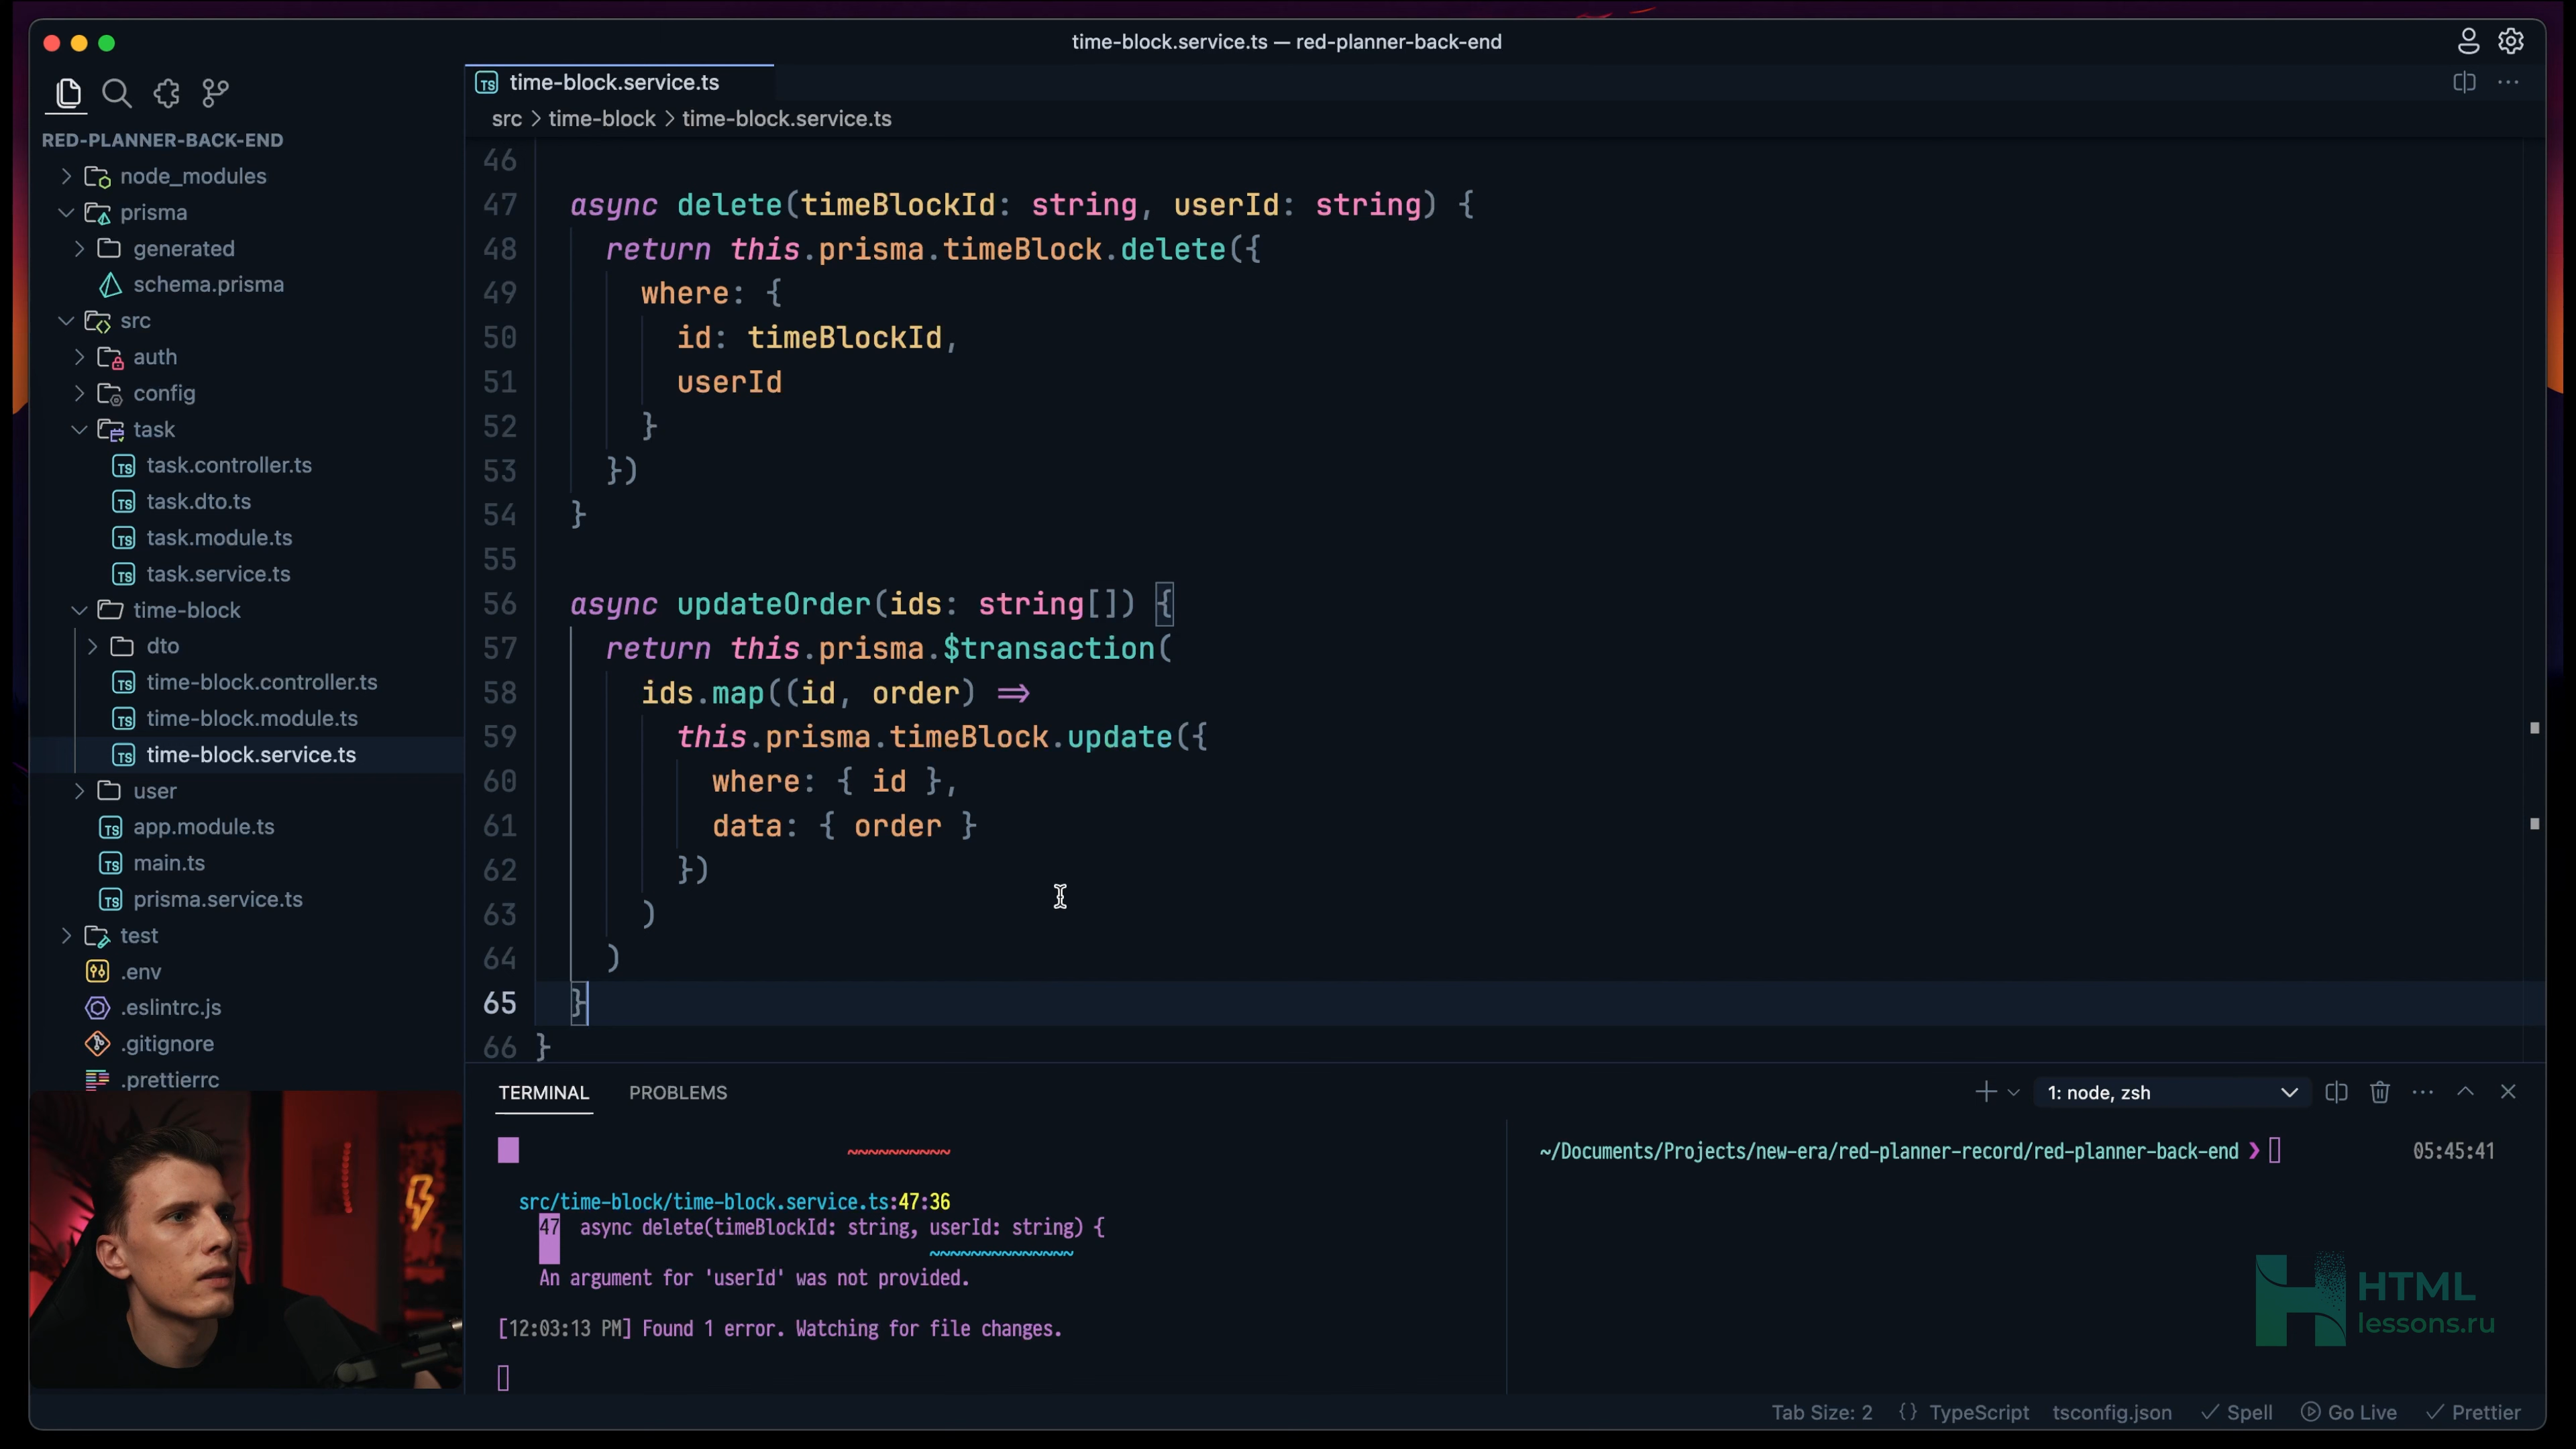 time-block.service.ts — red-planner-back-end
RED-PLANNER-BACK-END
node_modules
prisma
generated
schema.prisma
src
auth
config
task
task.controller.ts
task.dto.ts
task.module.ts
task.service.ts
time-block
dto
time-block.controller.ts
time-block.module.ts
time-block.service.ts
user
app.module.ts
main.ts
prisma.service.ts
test
.env
.eslintrc.js
.gitignore
.prettierrc
TS time-block.service.ts
src > time-block > time-block.service.ts
46
47 async delete(timeBlockId: string, userId: string) {
48 return this.prisma.timeBlock.delete({
49 where: {
50 id: timeBlockId,
51 userId
52 }
53 })
54 }
55
56 async updateOrder(ids: string[]) {
57 return this.prisma.$transaction(
58 ids.map((id, order) =>
59 this.prisma.timeBlock.update({
60 where: { id },
61 data: { order }
62 })
63 )
64 )
65 }
66 }
TERMINAL PROBLEMS
1: node, zsh
~~~~~~~~~~
src/time-block/time-block.service.ts:47:36
47 async delete(timeBlockId: string, userId: string) {
~~~~~~~~~~~~~~
An argument for 'userId' was not provided.
[12:03:13 PM] Found 1 error. Watching for file changes.
~/Documents/Projects/new-era/red-planner-record/red-planner-back-end ❯ 05:45:41
HTML
lessons.ru
Tab Size: 2 {} TypeScript tsconfig.json ✓ Spell Go Live ✓ Prettier